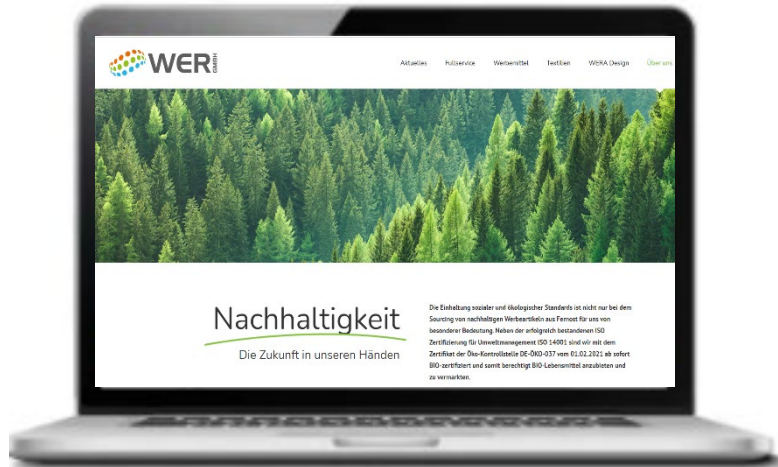 WER GMBH
Aktuelles Fullservice Werbemittel Textilien WERA Design Über uns
Nachhaltigkeit
Die Zukunft in unseren Händen
Die Einhaltung sozialer und ökologischer Standards ist nicht nur bei dem
Sourcing von nachhaltigen Werbeartikeln aus Fernost für uns von
besonderer Bedeutung. Neben der erfolgreich bestandenen ISO
Zertifizierung für Umweltmanagement ISO 14001 sind wir mit dem
Zertifikat der Öko-Kontrollstelle DE-ÖKO-037 vom 01.02.2021 ab sofort
BIO-zertifiziert und somit berechtigt BIO-Lebensmittel anzubieten und
zu vermarkten.